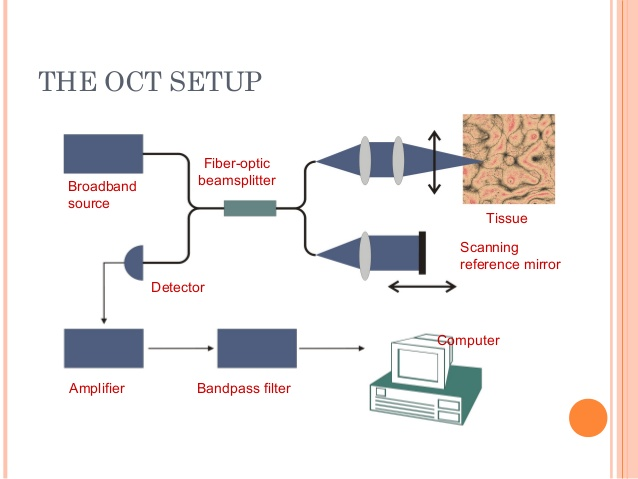 THE OCT SETUP
Broadband
source
Fiber-optic
beamsplitter
Tissue
Scanning
reference mirror
Detector
Computer
Amplifier
Bandpass filter